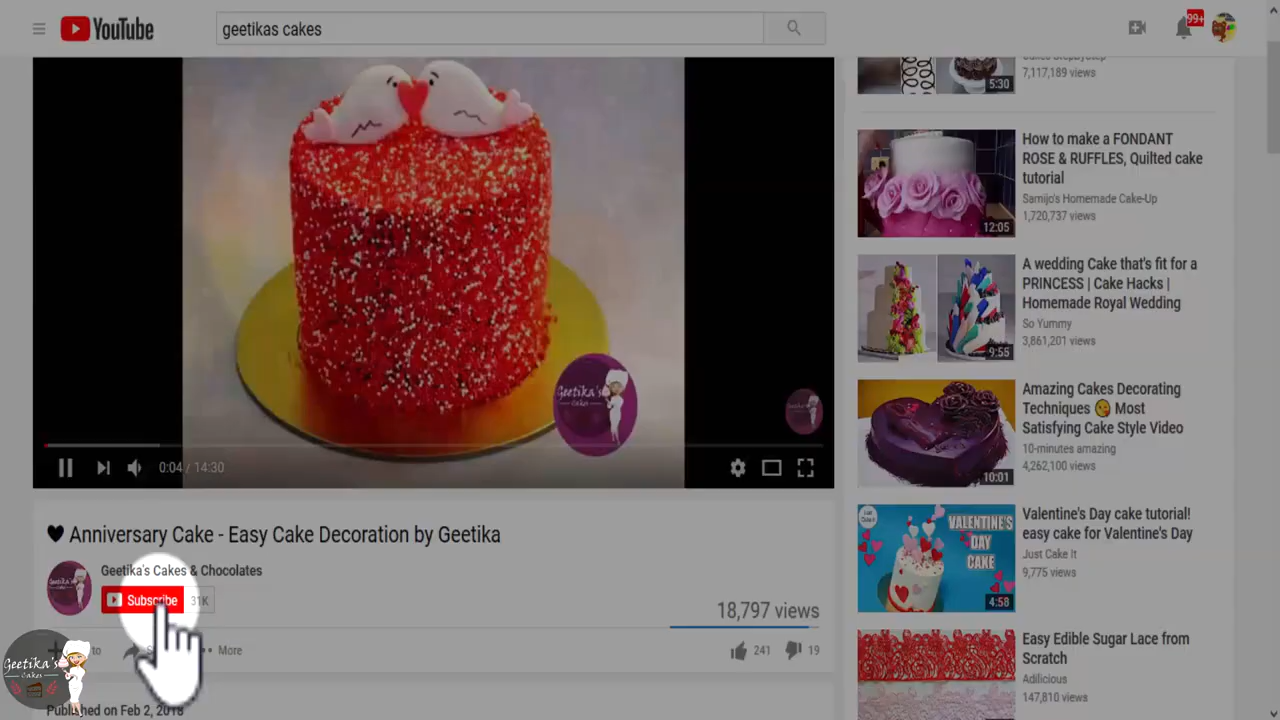 YouTube
geetikas cakes
99+
7,117,189 views
5:30
How to make a FONDANT
ROSE & RUFFLES, Quilted cake
tutorial
Samijo's Homemade Cake-Up
1,720,737 views
12:05
A wedding Cake that's fit for a
PRINCESS | Cake Hacks |
Homemade Royal Wedding
So Yummy
3,861,201 views
9:55
Amazing Cakes Decorating
Techniques 😘 Most
Satisfying Cake Style Video
10-minutes amazing
4,262,100 views
10:01
Valentine's Day cake tutorial!
easy cake for Valentine's Day
Just Cake It
9,775 views
VALENTINE'S
DAY
CAKE
4:58
Easy Edible Sugar Lace from
Scratch
Adilicious
147,810 views
Geetika's
Cakes
0:04 / 14:30
♥ Anniversary Cake - Easy Cake Decoration by Geetika
Geetika's Cakes & Chocolates
Subscribe 31K
18,797 views
More
241 19
Geetika's
Cakes
Published on Feb 2, 2018